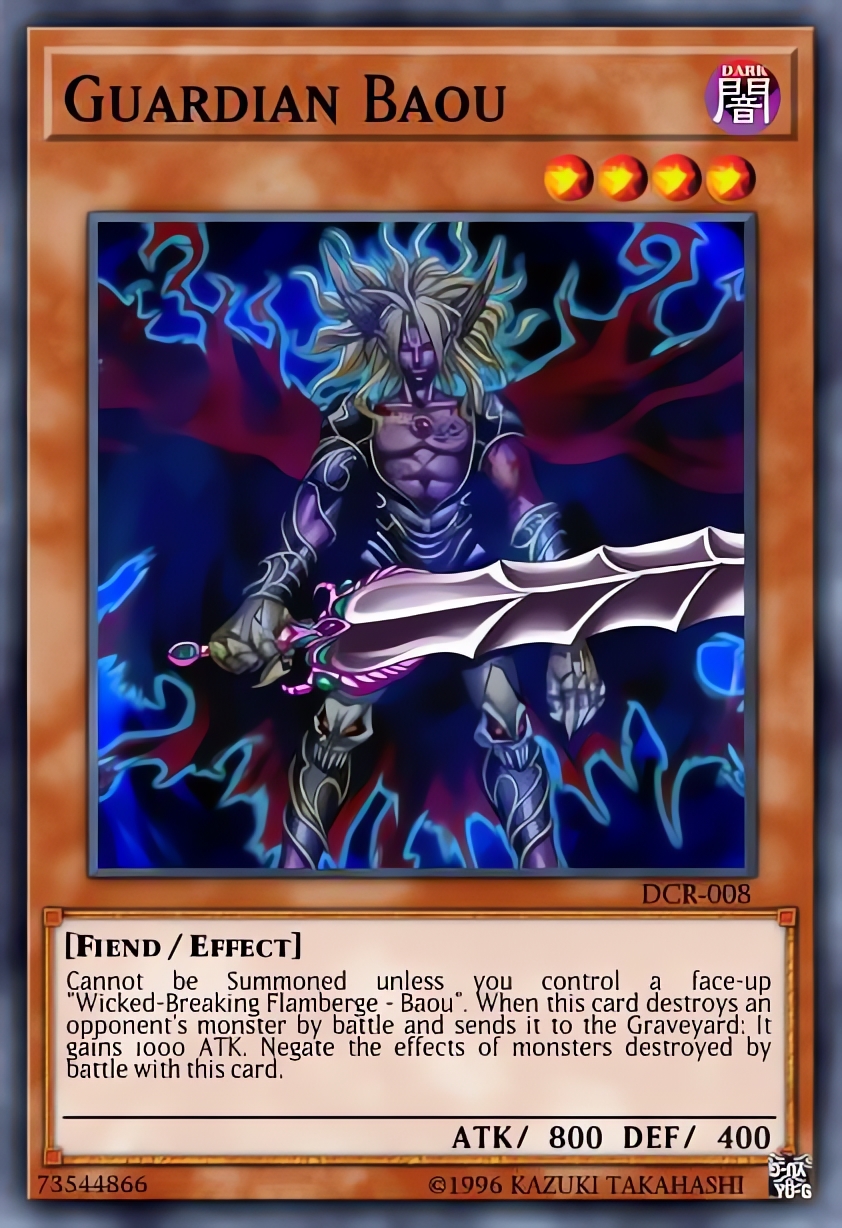 GUARDIAN BAOU
DARK
闇
DCR-008
[FIEND / EFFECT]
Cannot be Summoned unless you control a face-up
"Wicked-Breaking Flamberge - Baou". When this card destroys an
opponent's monster by battle and sends it to the Graveyard: It
gains 1000 ATK. Negate the effects of monsters destroyed by
battle with this card.
ATK/ 800 DEF/ 400
73544866
©1996 KAZUKI TAKAHASHI